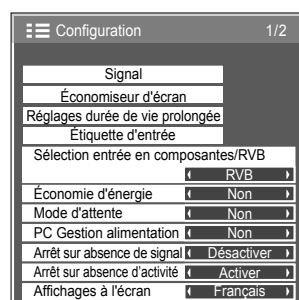 Configuration 1/2
Signal
Économiseur d'écran
Réglages durée de vie prolongée
Étiquette d'entrée
Sélection entrée en composantes/RVB
RVB
Économie d'énergie Non
Mode d'attente Non
PC Gestion alimentation Non
Arrêt sur absence de signal Désactiver
Arrêt sur absence d'activité Activer
Affichages à l'écran Français